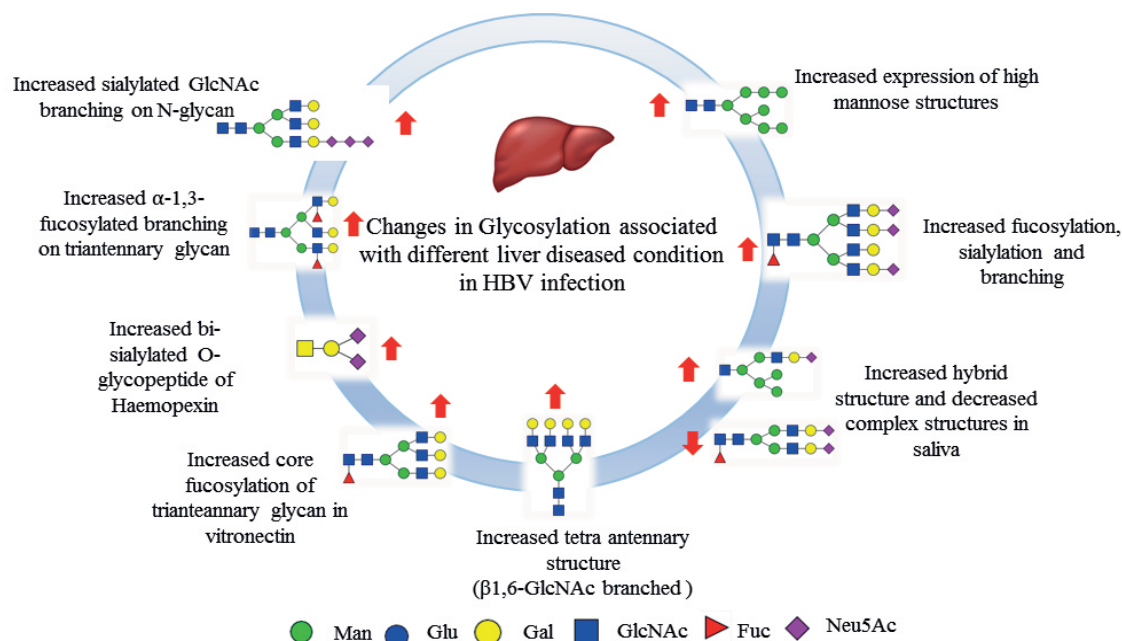 Increased sialylated GlcNAc
branching on N-glycan
Increased expression of high
mannose structures
Increased α-1,3-
fucosylated branching
on triantennary glycan
Changes in Glycosylation associated
with different liver diseased condition
in HBV infection
Increased fucosylation,
sialylation and
branching
Increased bi-
sialylated O-
glycopeptide of
Haemopexin
Increased hybrid
structure and decreased
complex structures in
saliva
Increased core
fucosylation of
trianteannary glycan in
vitronectin
Increased tetra antennary
structure
(β1,6-GlcNAc branched )
Man Glu Gal GlcNAc Fuc Neu5Ac